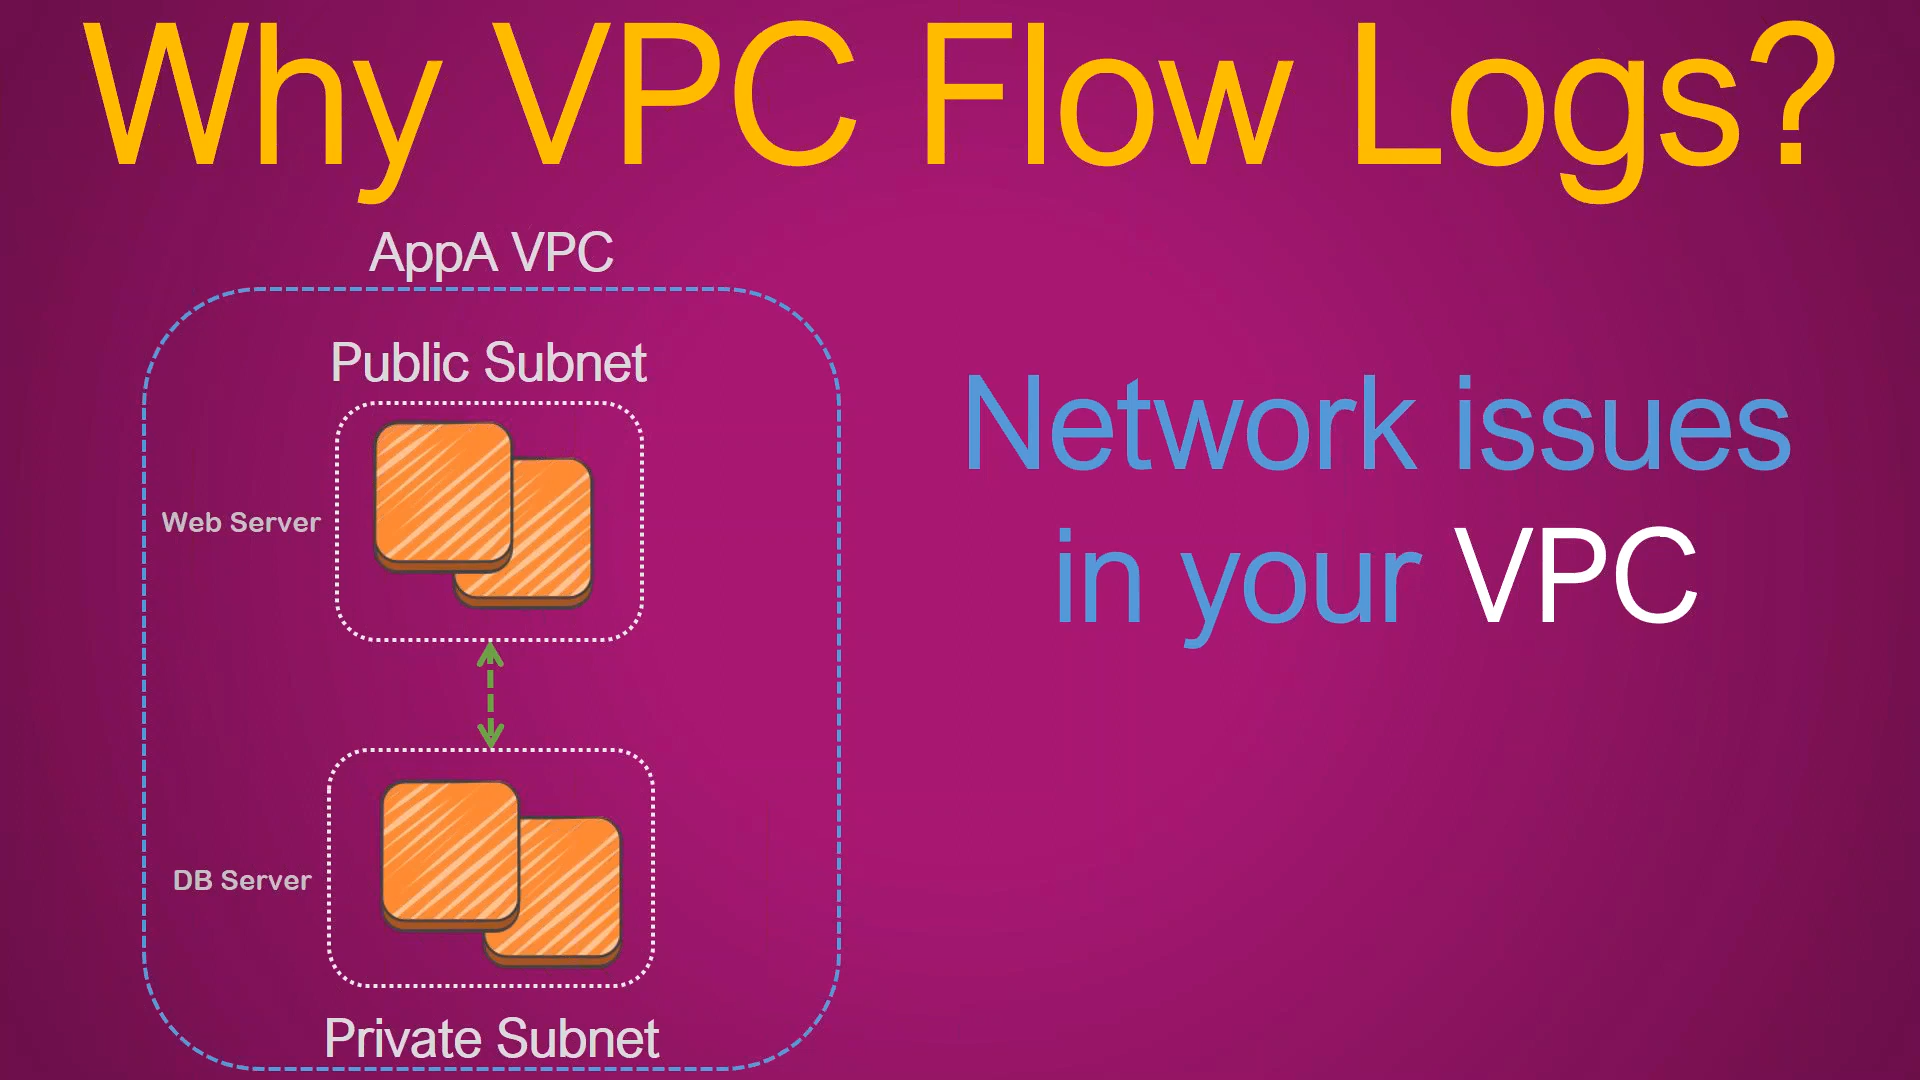 Why VPC Flow Logs?
AppA VPC
Public Subnet
Web Server
DB Server
Private Subnet
Network issues
in your VPC